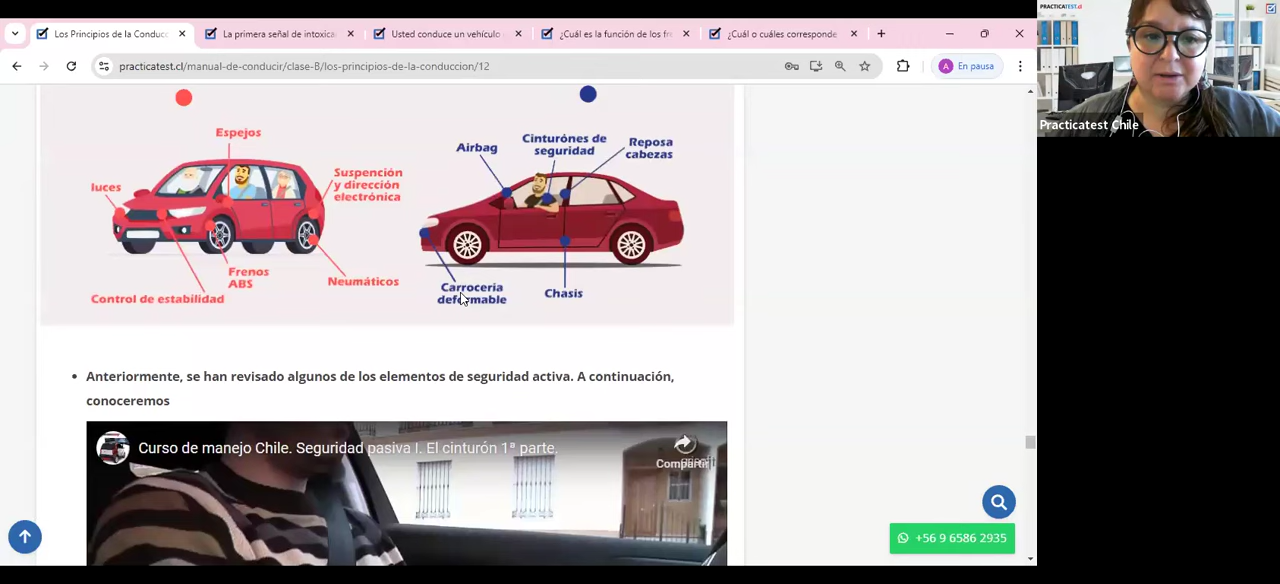 Los Principios de la Conducc
La primera señal de intoxica
Usted conduce un vehículo
¿Cuál es la función de los fr
¿Cuál o cuáles corresponde
practicatest.cl/manual-de-conducir/clase-B/los-principios-de-la-conduccion/12
A
En pausa
PRACTICATEST.cl
Practicatest Chile
Espejos
luces
Suspención
y dirección
electrónica
Frenos
ABS
Neumáticos
Control de estabilidad
Airbag
Cinturónes de
seguridad
Reposa
cabezas
Carrocería
deformable
Chasis
Anteriormente, se han revisado algunos de los elementos de seguridad activa. A continuación,
conoceremos
Curso de manejo Chile. Seguridad pasiva I. El cinturón 1ª parte.
Compartir
+56 9 6586 2935